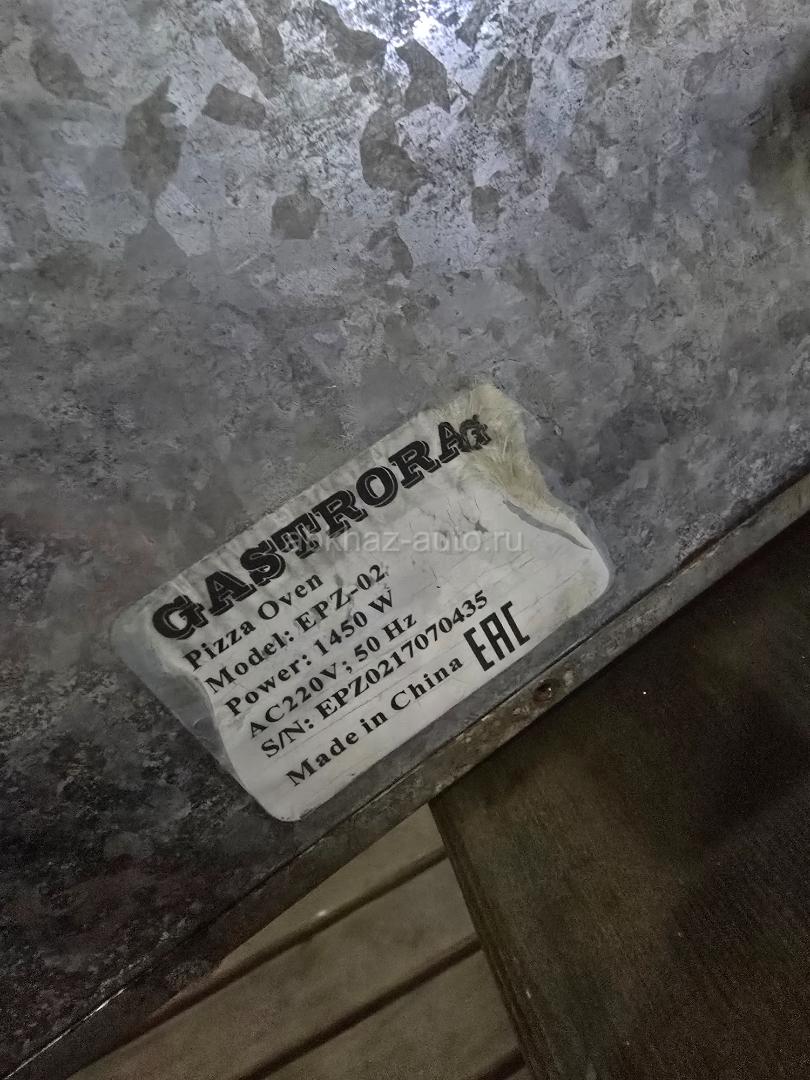 GASTRORAG
Pizza Oven
Model: EPZ-02
Power: 1450 W
AC220V; 50 Hz
S/N: EPZ0217070435
Made in China EAC
abkhaz-auto.ru